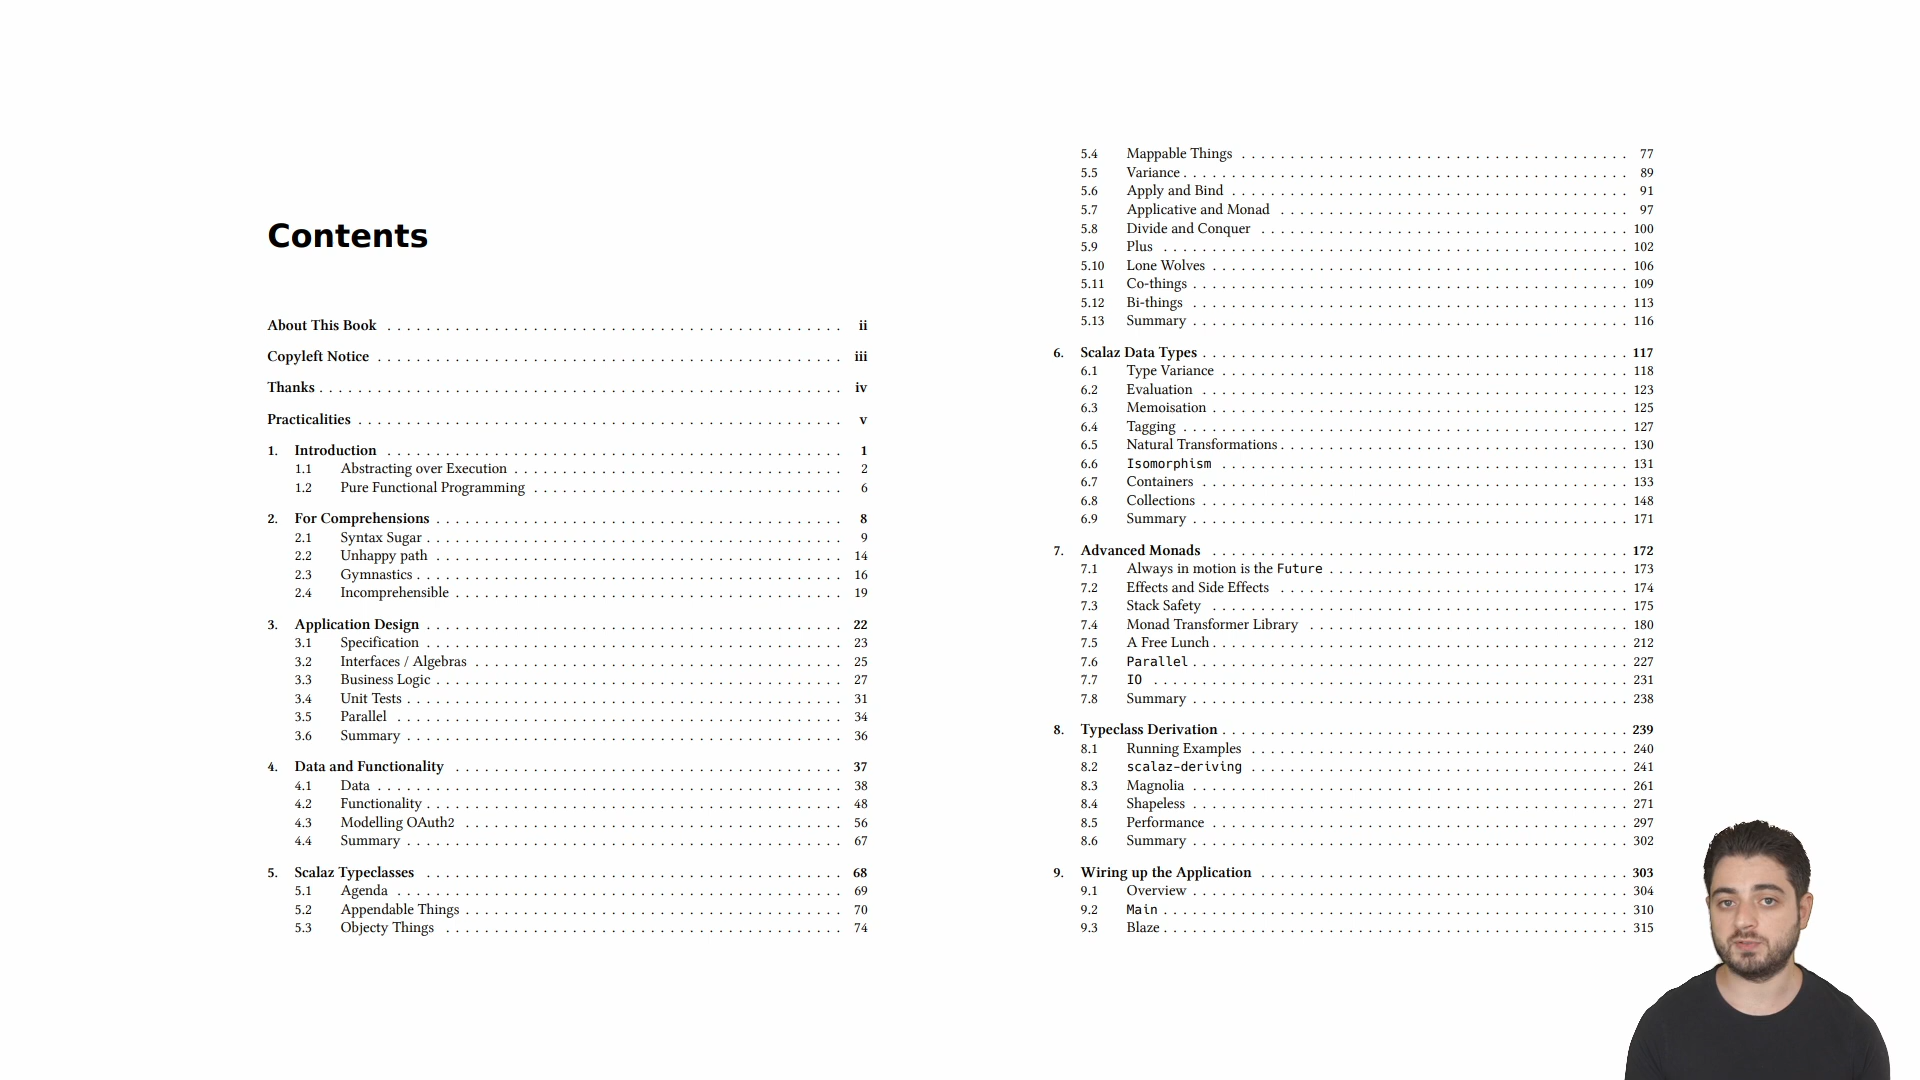 Contents
About This Book . . . . . . . . . . . . . . . . . . . . . . . . . . . . . . . . . . . . . . . . . . . . . . . ii
Copyleft Notice . . . . . . . . . . . . . . . . . . . . . . . . . . . . . . . . . . . . . . . . . . . . . . . . iii
Thanks . . . . . . . . . . . . . . . . . . . . . . . . . . . . . . . . . . . . . . . . . . . . . . . . . . . . . iv
Practicalities . . . . . . . . . . . . . . . . . . . . . . . . . . . . . . . . . . . . . . . . . . . . . . . . . v
1. Introduction . . . . . . . . . . . . . . . . . . . . . . . . . . . . . . . . . . . . . . . . . . . . . . . 1
1.1 Abstracting over Execution . . . . . . . . . . . . . . . . . . . . . . . . . . . . . . . . . . 2
1.2 Pure Functional Programming . . . . . . . . . . . . . . . . . . . . . . . . . . . . . . . . 6
2. For Comprehensions . . . . . . . . . . . . . . . . . . . . . . . . . . . . . . . . . . . . . . . . . . 8
2.1 Syntax Sugar . . . . . . . . . . . . . . . . . . . . . . . . . . . . . . . . . . . . . . . . . . . 9
2.2 Unhappy path . . . . . . . . . . . . . . . . . . . . . . . . . . . . . . . . . . . . . . . . . . 14
2.3 Gymnastics . . . . . . . . . . . . . . . . . . . . . . . . . . . . . . . . . . . . . . . . . . . . 16
2.4 Incomprehensible . . . . . . . . . . . . . . . . . . . . . . . . . . . . . . . . . . . . . . . . 19
3. Application Design . . . . . . . . . . . . . . . . . . . . . . . . . . . . . . . . . . . . . . . . . . . 22
3.1 Specification . . . . . . . . . . . . . . . . . . . . . . . . . . . . . . . . . . . . . . . . . . . 23
3.2 Interfaces / Algebras . . . . . . . . . . . . . . . . . . . . . . . . . . . . . . . . . . . . . . 25
3.3 Business Logic . . . . . . . . . . . . . . . . . . . . . . . . . . . . . . . . . . . . . . . . . . 27
3.4 Unit Tests . . . . . . . . . . . . . . . . . . . . . . . . . . . . . . . . . . . . . . . . . . . . . 31
3.5 Parallel . . . . . . . . . . . . . . . . . . . . . . . . . . . . . . . . . . . . . . . . . . . . . . 34
3.6 Summary . . . . . . . . . . . . . . . . . . . . . . . . . . . . . . . . . . . . . . . . . . . . . 36
4. Data and Functionality . . . . . . . . . . . . . . . . . . . . . . . . . . . . . . . . . . . . . . . . 37
4.1 Data . . . . . . . . . . . . . . . . . . . . . . . . . . . . . . . . . . . . . . . . . . . . . . . . 38
4.2 Functionality . . . . . . . . . . . . . . . . . . . . . . . . . . . . . . . . . . . . . . . . . . . 48
4.3 Modelling OAuth2 . . . . . . . . . . . . . . . . . . . . . . . . . . . . . . . . . . . . . . . 56
4.4 Summary . . . . . . . . . . . . . . . . . . . . . . . . . . . . . . . . . . . . . . . . . . . . . 67
5. Scalaz Typeclasses . . . . . . . . . . . . . . . . . . . . . . . . . . . . . . . . . . . . . . . . . . . 68
5.1 Agenda . . . . . . . . . . . . . . . . . . . . . . . . . . . . . . . . . . . . . . . . . . . . . . 69
5.2 Appendable Things . . . . . . . . . . . . . . . . . . . . . . . . . . . . . . . . . . . . . . . 70
5.3 Objecty Things . . . . . . . . . . . . . . . . . . . . . . . . . . . . . . . . . . . . . . . . . 74
5.4 Mappable Things . . . . . . . . . . . . . . . . . . . . . . . . . . . . . . . . . . . . . . . . 77
5.5 Variance . . . . . . . . . . . . . . . . . . . . . . . . . . . . . . . . . . . . . . . . . . . . . . 89
5.6 Apply and Bind . . . . . . . . . . . . . . . . . . . . . . . . . . . . . . . . . . . . . . . . . 91
5.7 Applicative and Monad . . . . . . . . . . . . . . . . . . . . . . . . . . . . . . . . . . . . 97
5.8 Divide and Conquer . . . . . . . . . . . . . . . . . . . . . . . . . . . . . . . . . . . . . . 100
5.9 Plus . . . . . . . . . . . . . . . . . . . . . . . . . . . . . . . . . . . . . . . . . . . . . . . . 102
5.10 Lone Wolves . . . . . . . . . . . . . . . . . . . . . . . . . . . . . . . . . . . . . . . . . . . 106
5.11 Co-things . . . . . . . . . . . . . . . . . . . . . . . . . . . . . . . . . . . . . . . . . . . . . 109
5.12 Bi-things . . . . . . . . . . . . . . . . . . . . . . . . . . . . . . . . . . . . . . . . . . . . . 113
5.13 Summary . . . . . . . . . . . . . . . . . . . . . . . . . . . . . . . . . . . . . . . . . . . . . 116
6. Scalaz Data Types . . . . . . . . . . . . . . . . . . . . . . . . . . . . . . . . . . . . . . . . . . . . 117
6.1 Type Variance . . . . . . . . . . . . . . . . . . . . . . . . . . . . . . . . . . . . . . . . . . 118
6.2 Evaluation . . . . . . . . . . . . . . . . . . . . . . . . . . . . . . . . . . . . . . . . . . . . 123
6.3 Memoisation . . . . . . . . . . . . . . . . . . . . . . . . . . . . . . . . . . . . . . . . . . . 125
6.4 Tagging . . . . . . . . . . . . . . . . . . . . . . . . . . . . . . . . . . . . . . . . . . . . . . 127
6.5 Natural Transformations . . . . . . . . . . . . . . . . . . . . . . . . . . . . . . . . . . . . 130
6.6 Isomorphism . . . . . . . . . . . . . . . . . . . . . . . . . . . . . . . . . . . . . . . . . . 131
6.7 Containers . . . . . . . . . . . . . . . . . . . . . . . . . . . . . . . . . . . . . . . . . . . . 133
6.8 Collections . . . . . . . . . . . . . . . . . . . . . . . . . . . . . . . . . . . . . . . . . . . . 148
6.9 Summary . . . . . . . . . . . . . . . . . . . . . . . . . . . . . . . . . . . . . . . . . . . . . 171
7. Advanced Monads . . . . . . . . . . . . . . . . . . . . . . . . . . . . . . . . . . . . . . . . . . . 172
7.1 Always in motion is the Future . . . . . . . . . . . . . . . . . . . . . . . . . . . . . . . 173
7.2 Effects and Side Effects . . . . . . . . . . . . . . . . . . . . . . . . . . . . . . . . . . . . 174
7.3 Stack Safety . . . . . . . . . . . . . . . . . . . . . . . . . . . . . . . . . . . . . . . . . . . 175
7.4 Monad Transformer Library . . . . . . . . . . . . . . . . . . . . . . . . . . . . . . . . . 180
7.5 A Free Lunch . . . . . . . . . . . . . . . . . . . . . . . . . . . . . . . . . . . . . . . . . . . 212
7.6 Parallel . . . . . . . . . . . . . . . . . . . . . . . . . . . . . . . . . . . . . . . . . . . . . 227
7.7 IO . . . . . . . . . . . . . . . . . . . . . . . . . . . . . . . . . . . . . . . . . . . . . . . . . 231
7.8 Summary . . . . . . . . . . . . . . . . . . . . . . . . . . . . . . . . . . . . . . . . . . . . . 238
8. Typeclass Derivation . . . . . . . . . . . . . . . . . . . . . . . . . . . . . . . . . . . . . . . . . . 239
8.1 Running Examples . . . . . . . . . . . . . . . . . . . . . . . . . . . . . . . . . . . . . . . 240
8.2 scalaz-deriving . . . . . . . . . . . . . . . . . . . . . . . . . . . . . . . . . . . . . . . 241
8.3 Magnolia . . . . . . . . . . . . . . . . . . . . . . . . . . . . . . . . . . . . . . . . . . . . . 261
8.4 Shapeless . . . . . . . . . . . . . . . . . . . . . . . . . . . . . . . . . . . . . . . . . . . . . 271
8.5 Performance . . . . . . . . . . . . . . . . . . . . . . . . . . . . . . . . . . . . . . . . . . . 297
8.6 Summary . . . . . . . . . . . . . . . . . . . . . . . . . . . . . . . . . . . . . . . . . . . . . 302
9. Wiring up the Application . . . . . . . . . . . . . . . . . . . . . . . . . . . . . . . . . . . . . . 303
9.1 Overview . . . . . . . . . . . . . . . . . . . . . . . . . . . . . . . . . . . . . . . . . . . . . 304
9.2 Main . . . . . . . . . . . . . . . . . . . . . . . . . . . . . . . . . . . . . . . . . . . . . . . . 310
9.3 Blaze . . . . . . . . . . . . . . . . . . . . . . . . . . . . . . . . . . . . . . . . . . . . . . . . 315